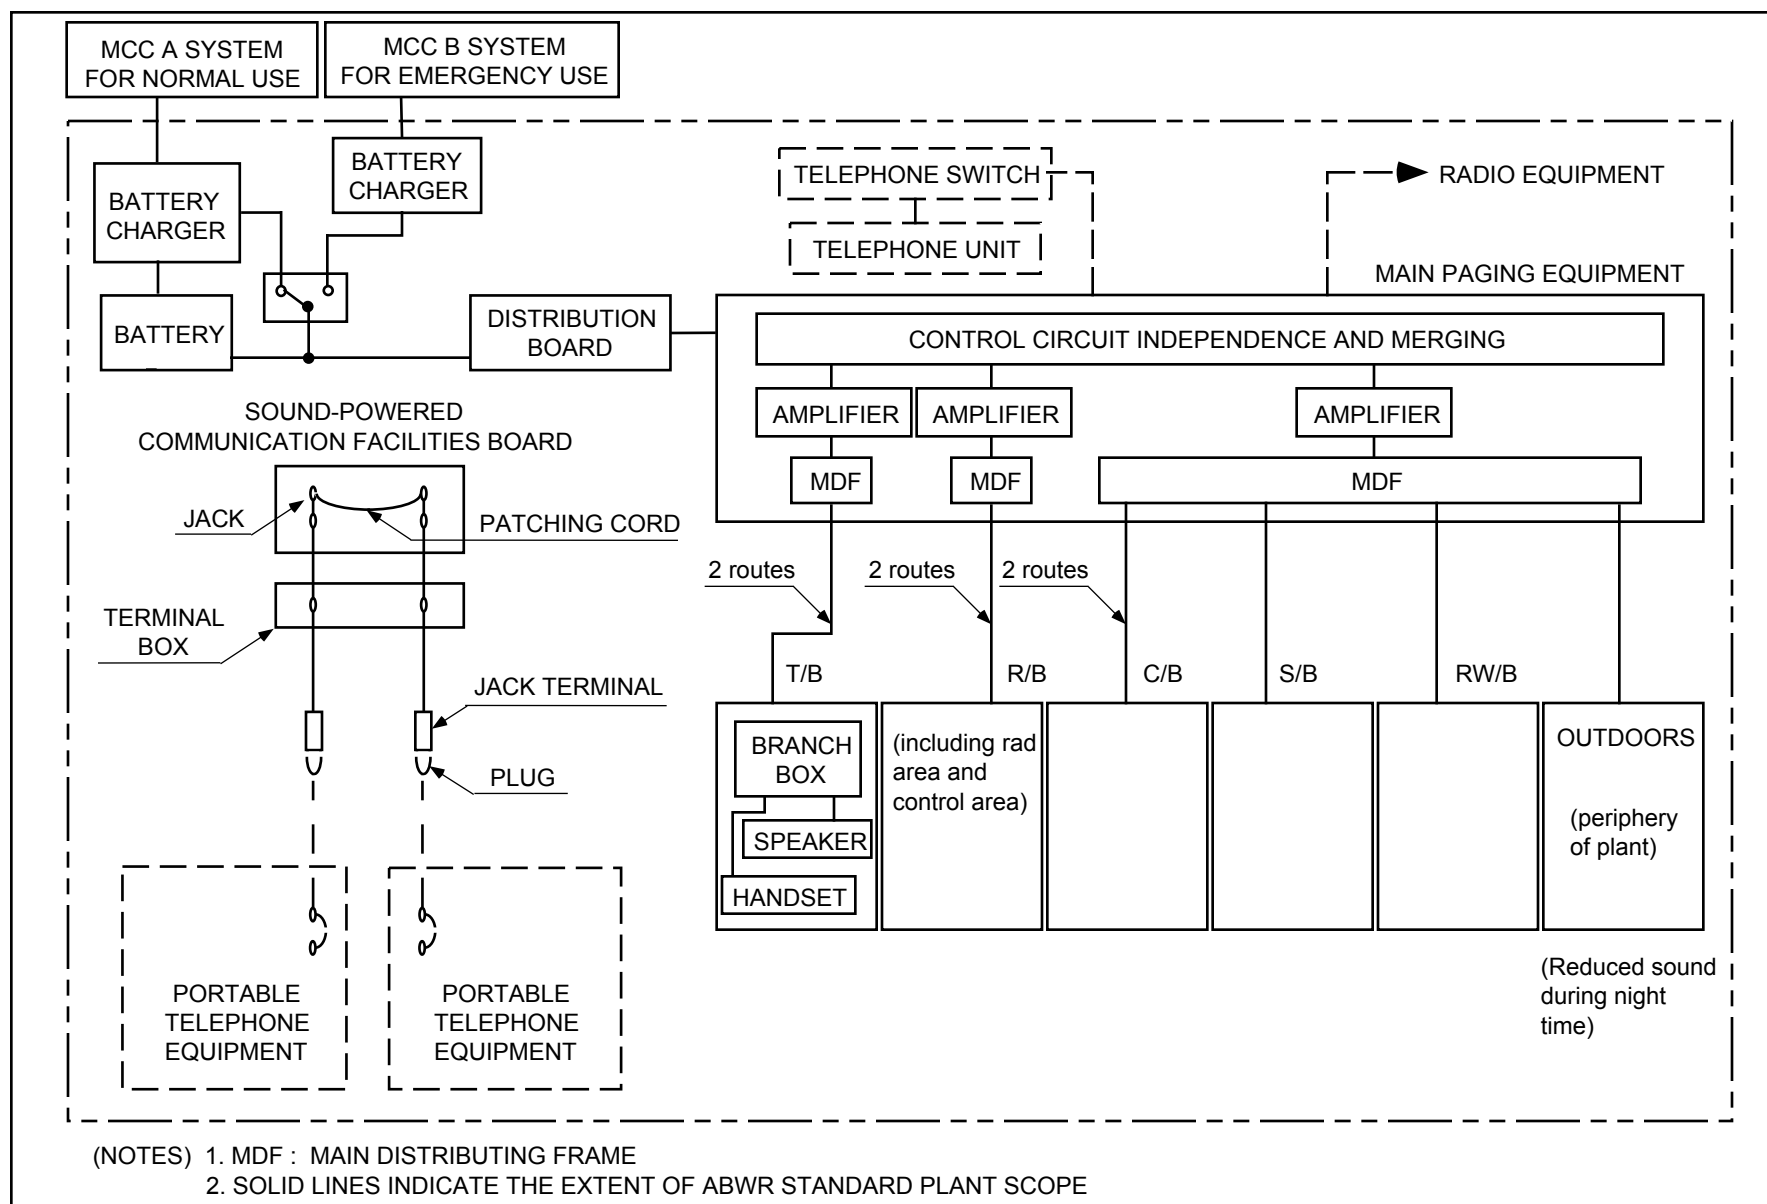 MCC A SYSTEM
FOR NORMAL USE
MCC B SYSTEM
FOR EMERGENCY USE
BATTERY
CHARGER
BATTERY
CHARGER
BATTERY
DISTRIBUTION
BOARD
TELEPHONE SWITCH
TELEPHONE UNIT
RADIO EQUIPMENT
MAIN PAGING EQUIPMENT
CONTROL CIRCUIT INDEPENDENCE AND MERGING
AMPLIFIER
AMPLIFIER
AMPLIFIER
MDF
MDF
MDF
SOUND-POWERED
COMMUNICATION FACILITIES BOARD
JACK
PATCHING CORD
TERMINAL
BOX
JACK TERMINAL
PLUG
PORTABLE
TELEPHONE
EQUIPMENT
PORTABLE
TELEPHONE
EQUIPMENT
2 routes
2 routes
2 routes
T/B
R/B
C/B
S/B
RW/B
BRANCH
BOX
SPEAKER
HANDSET
(including rad
area and
control area)
OUTDOORS
(periphery
of plant)
(Reduced sound
during night
time)
(NOTES) 1. MDF : MAIN DISTRIBUTING FRAME
2. SOLID LINES INDICATE THE EXTENT OF ABWR STANDARD PLANT SCOPE